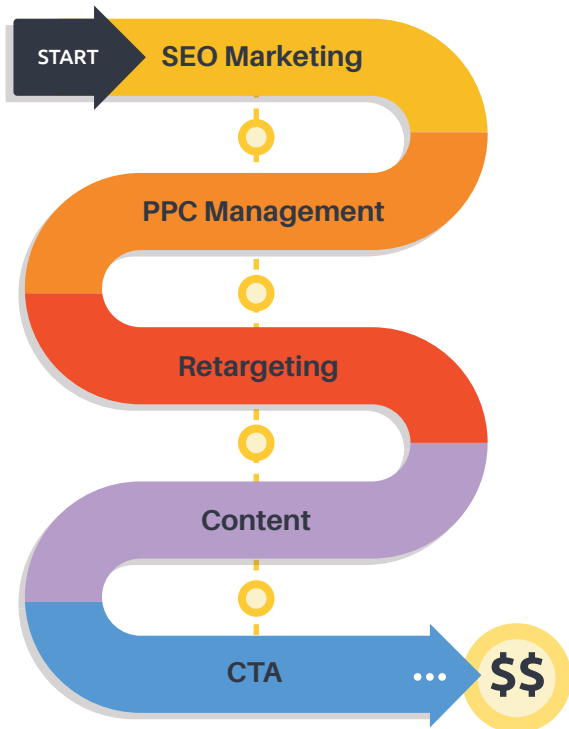 START
SEO Marketing
PPC Management
Retargeting
Content
CTA
...
$$